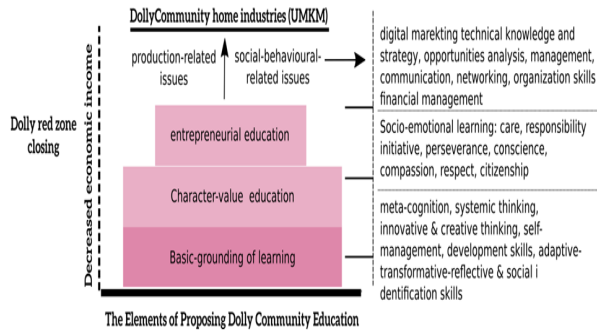 DollyCommunity home industries (UMKM)
production-related
issues
social-behavioural-
related issues
digital marekting technical knowledge and
strategy, opportunities analysis, management,
communication, networking, organization skills
financial management
Dolly red zone
closing
Decreased economic income
entrepreneurial education
Socio-emotional learning: care, responsibility
initiative, perseverance, conscience,
compassion, respect, citizenship
Character-value education
Basic-grounding of learning
meta-cognition, systemic thinking,
innovative & creative thinking, self-
management, development skills, adaptive-
transformative-reflective & social i
dentification skills
The Elements of Proposing Dolly Community Education